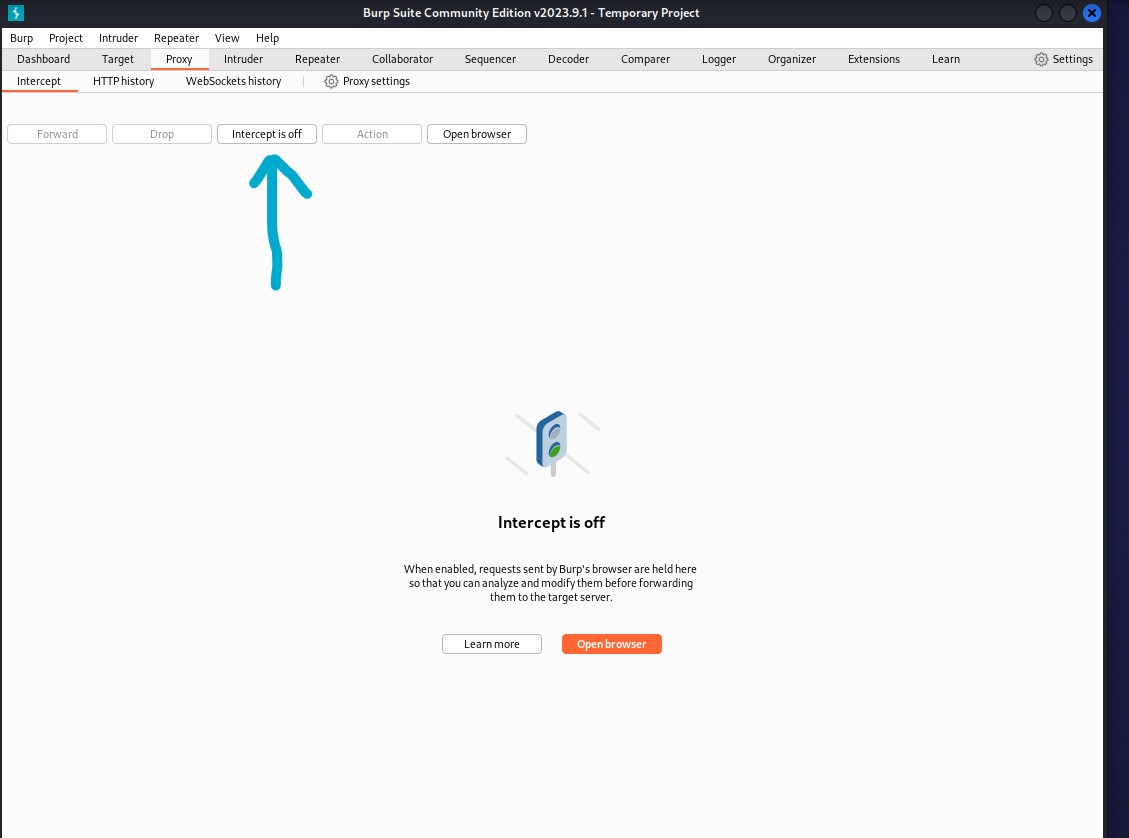 Burp Suite Community Edition v2023.9.1 - Temporary Project
Burp Project Intruder Repeater View Help
Dashboard Target Proxy Intruder Repeater Collaborator Sequencer Decoder Comparer Logger Organizer Extensions Learn Settings
Intercept HTTP history WebSockets history Proxy settings
Forward Drop Intercept is off Action Open browser
Intercept is off
When enabled, requests sent by Burp's browser are held here
so that you can analyze and modify them before forwarding
them to the target server.
Learn more Open browser